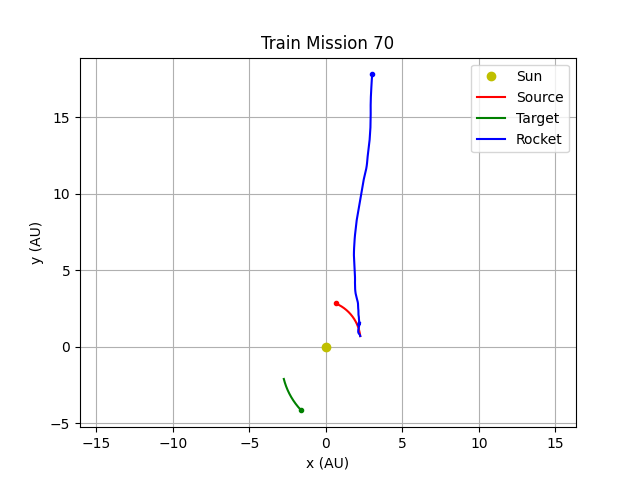 Train Mission 70
Sun
Source
Target
Rocket
15
10
5
0
−5
y (AU)
−15
−10
−5
0
5
10
15
x (AU)